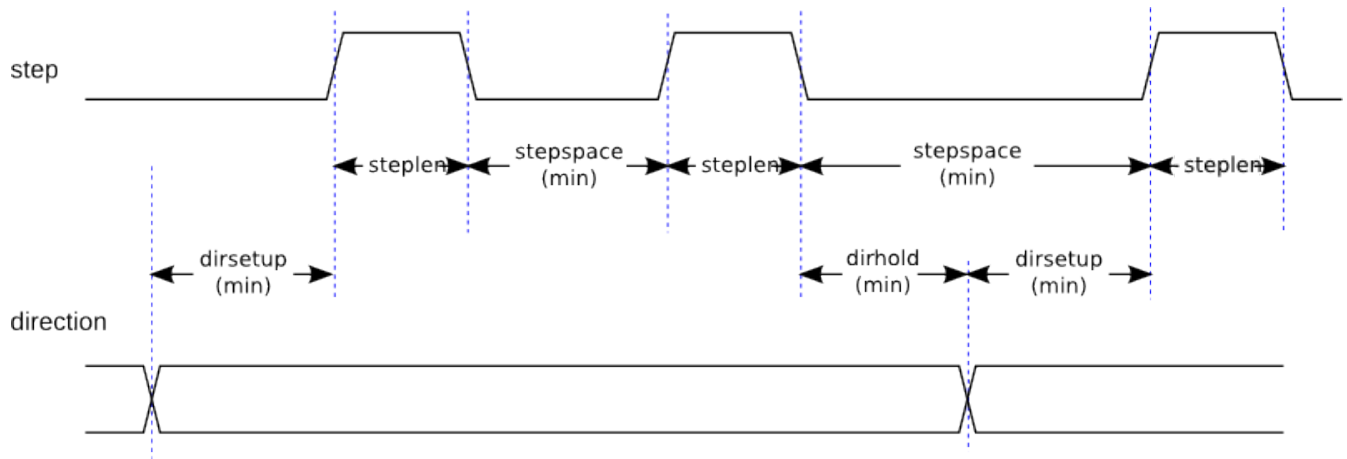 step
steplen
stepspace
(min)
steplen
stepspace
(min)
steplen
dirsetup
(min)
dirhold
(min)
dirsetup
(min)
direction